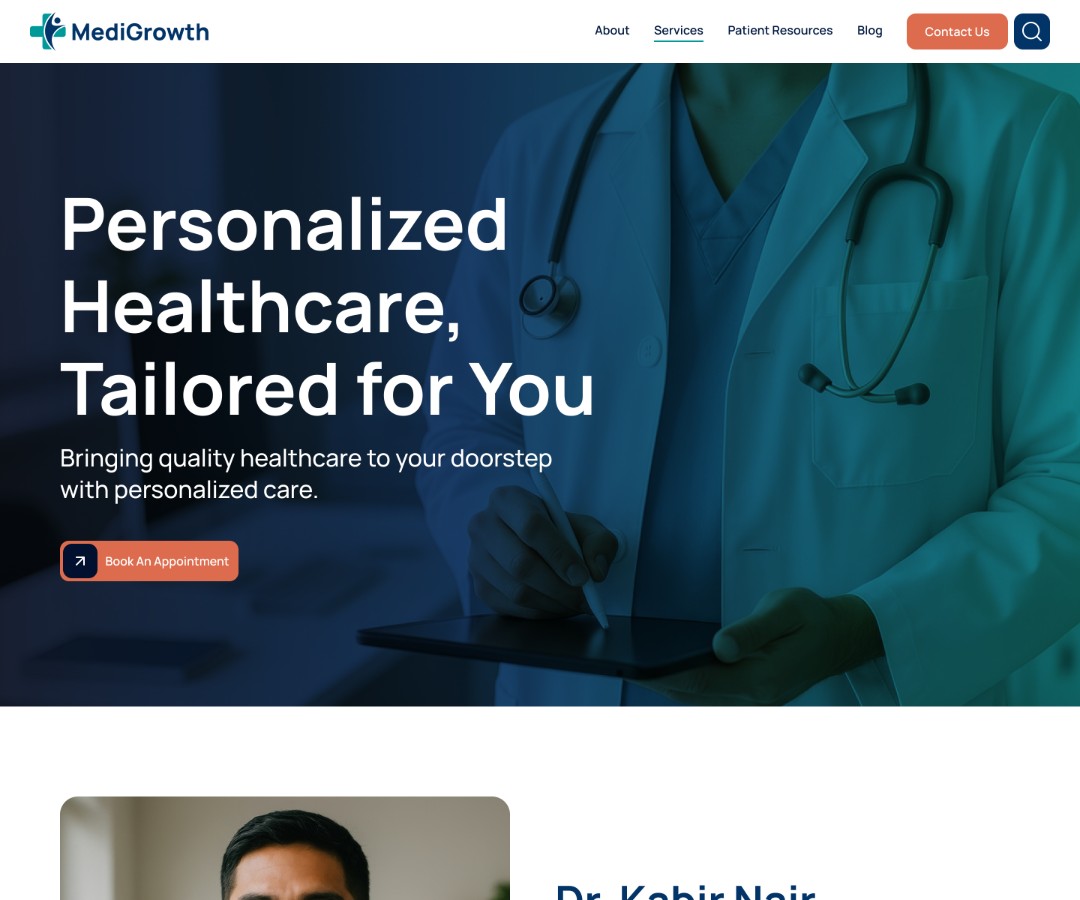 MediGrowth
About
Services
Patient Resources
Blog
Contact Us
Personalized
Healthcare,
Tailored for You
Bringing quality healthcare to your doorstep
with personalized care.
Book An Appointment
Dr. Kabir Nair